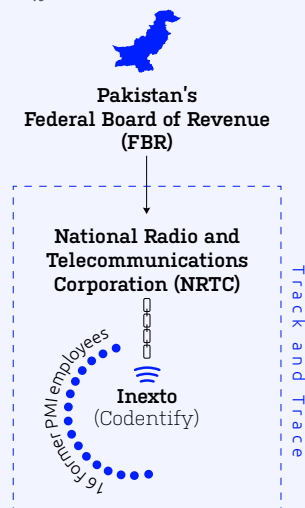 Pakistan's
Federal Board of Revenue
(FBR)
National Radio and
Telecommunications
Corporation (NRTC)
Track and Trace
16 Former PMI employees
Inexto
(Codentify)